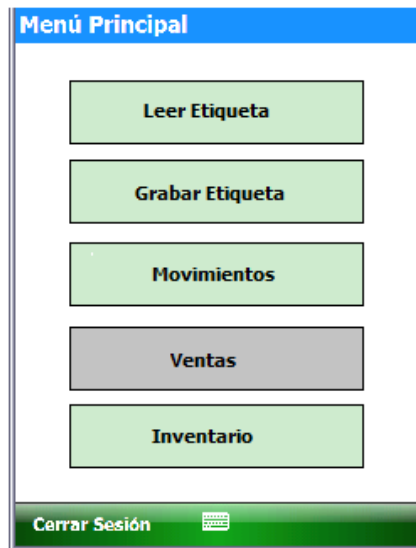 Menú Principal
Leer Etiqueta
Grabar Etiqueta
Movimientos
Ventas
Inventario
Cerrar Sesión